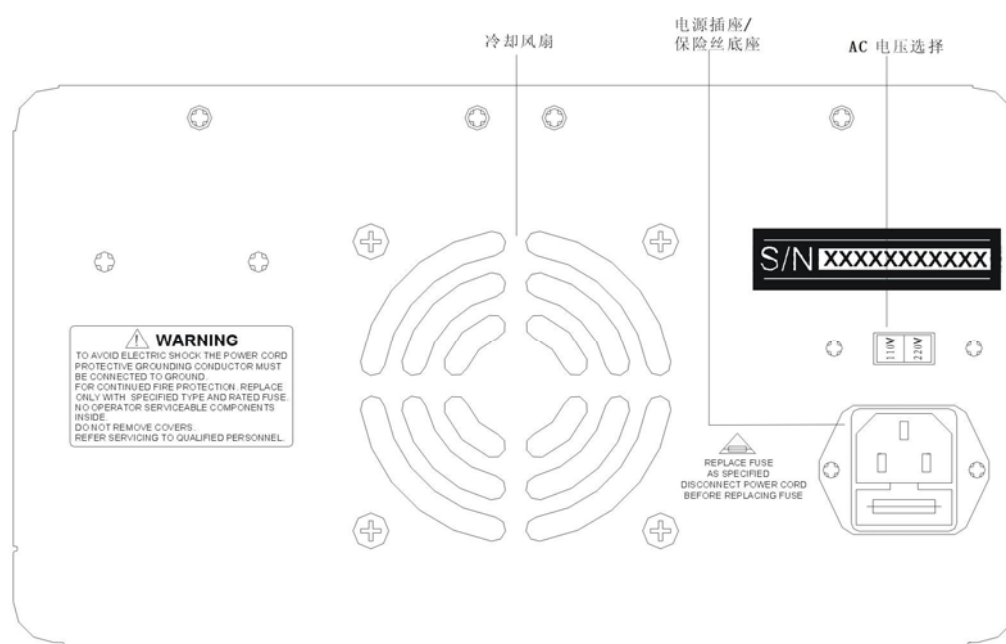 冷却风扇
电源插座/
保险丝底座
AC 电压选择
S/N XXXXXXXXXXX
110V
220V
WARNING
TO AVOID ELECTRIC SHOCK THE POWER CORD
PROTECTIVE GROUNDING CONDUCTOR MUST
BE CONNECTED TO GROUND.
FOR CONTINUED FIRE PROTECTION. REPLACE
ONLY WITH SPECIFIED TYPE AND RATED FUSE.
NO OPERATOR SERVICEABLE COMPONENTS
INSIDE.
DO NOT REMOVE COVERS.
REFER SERVICING TO QUALIFIED PERSONNEL.
REPLACE FUSE
AS SPECIFIED
DISCONNECT POWER CORD
BEFORE REPLACING FUSE